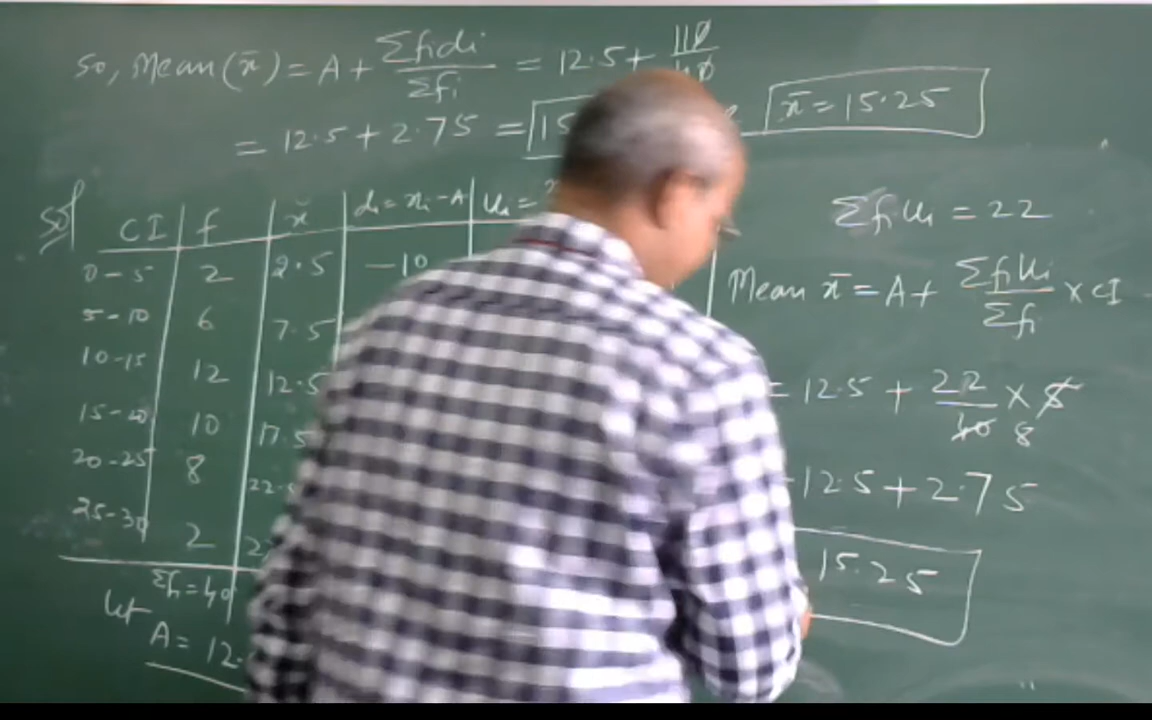 So, Mean (x̄) = A + Σfidi / Σfi = 12.5 + 110 / 40
= 12.5 + 2.75 = 15 x̄ = 15.25
Sol
CI f x di = xi - A ui =
0-5 2 2.5 -10
5-10 6 7.5
10-15 12 12.5
15-20 10 17.5
20-25 8 22.
25-30 2 2
Σfi = 40
let
A = 12.
Σfiui = 22
Mean x̄ = A + Σfiui / Σfi × CI
= 12.5 + 22 / 40 8 × 5
12.5 + 2.75
15.25